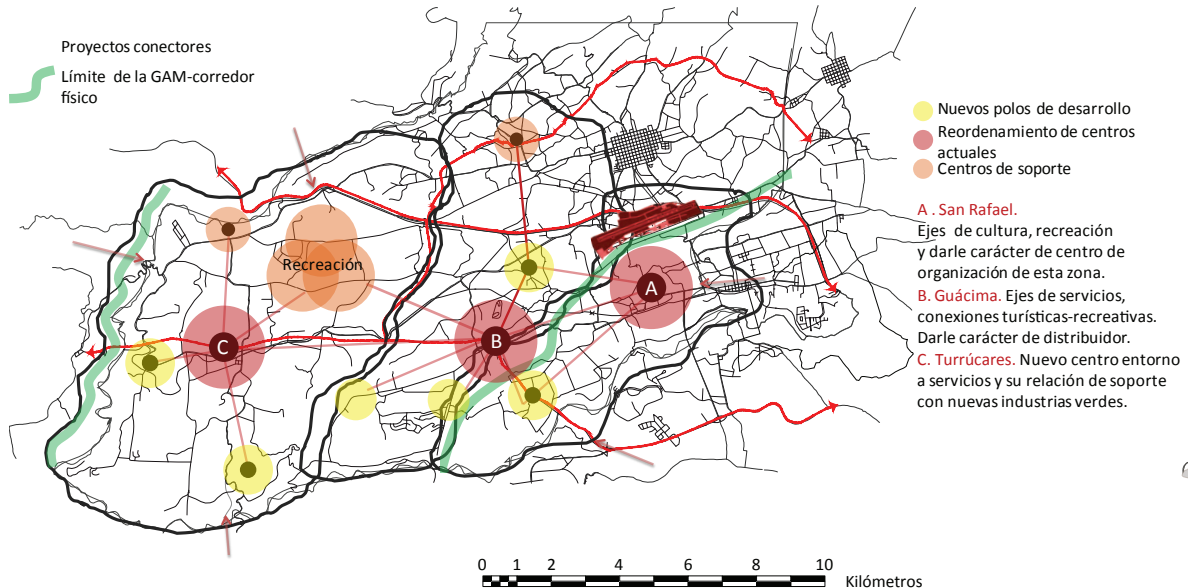 Proyectos conectores
Límite de la GAM-corredor
físico
Nuevos polos de desarrollo
Reordenamiento de centros
actuales
Centros de soporte
A . San Rafael.
Ejes de cultura, recreación
y darle carácter de centro de
organización de esta zona.
B. Guácima. Ejes de servicios,
conexiones turísticas-recreativas.
Darle carácter de distribuidor.
C. Turrúcares. Nuevo centro entorno
a servicios y su relación de soporte
con nuevas industrias verdes.
Recreación
A
B
C
0 1 2 4 6 8 10
Kilómetros